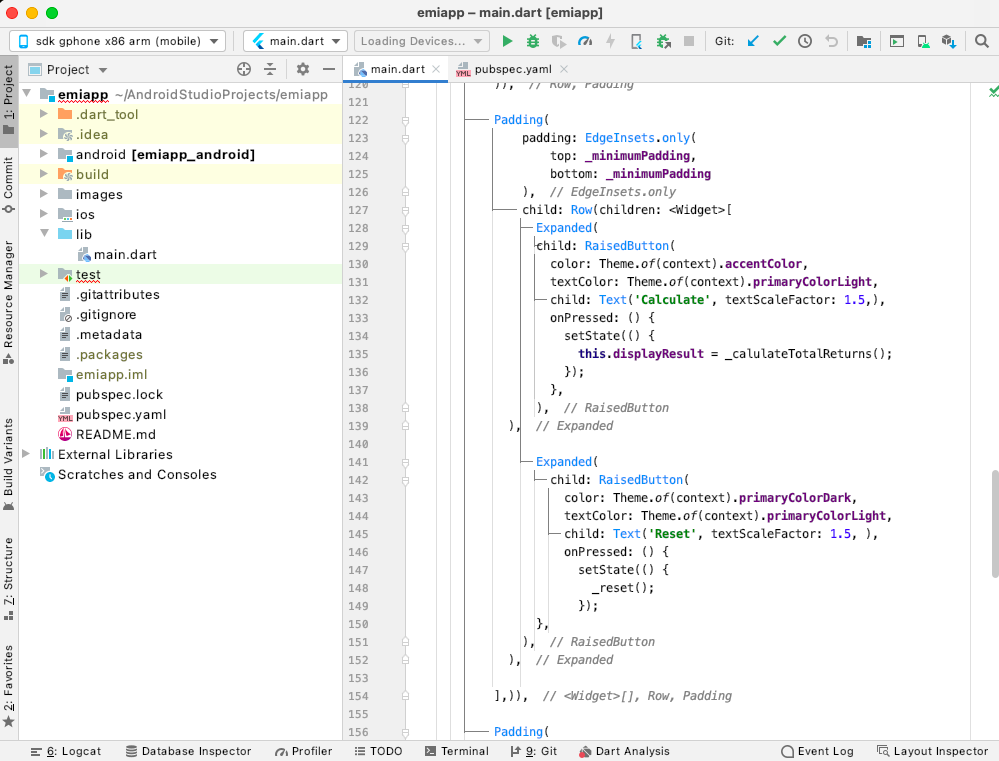 emiapp – main.dart [emiapp]
sdk gphone x86 arm (mobile) main.dart Loading Devices... Git:
Project main.dart pubspec.yaml
1: Project
Commit
Resource Manager
Build Variants
Z: Structure
2: Favorites
emiapp ~/AndroidStudioProjects/emiapp
.dart_tool
.idea
android [emiapp_android]
build
images
ios
lib
main.dart
test
.gitattributes
.gitignore
.metadata
.packages
emiapp.iml
pubspec.lock
YML pubspec.yaml
README.md
External Libraries
Scratches and Consoles
120 )), // Row, Padding
121
122 Padding(
123 padding: EdgeInsets.only(
124 top: _minimumPadding,
125 bottom: _minimumPadding
126 ), // EdgeInsets.only
127 child: Row(children: <Widget>[
128 Expanded(
129 child: RaisedButton(
130 color: Theme.of(context).accentColor,
131 textColor: Theme.of(context).primaryColorLight,
132 child: Text('Calculate', textScaleFactor: 1.5,),
133 onPressed: () {
134 setState(() {
135 this.displayResult = _calulateTotalReturns();
136 });
137 },
138 ), // RaisedButton
139 ), // Expanded
140
141 Expanded(
142 child: RaisedButton(
143 color: Theme.of(context).primaryColorDark,
144 textColor: Theme.of(context).primaryColorLight,
145 child: Text('Reset', textScaleFactor: 1.5, ),
146 onPressed: () {
147 setState(() {
148 _reset();
149 });
150 },
151 ), // RaisedButton
152 ), // Expanded
153
154 ],)), // <Widget>[], Row, Padding
155
156 Padding(
6: Logcat Database Inspector Profiler TODO Terminal 9: Git Dart Analysis Event Log Layout Inspector